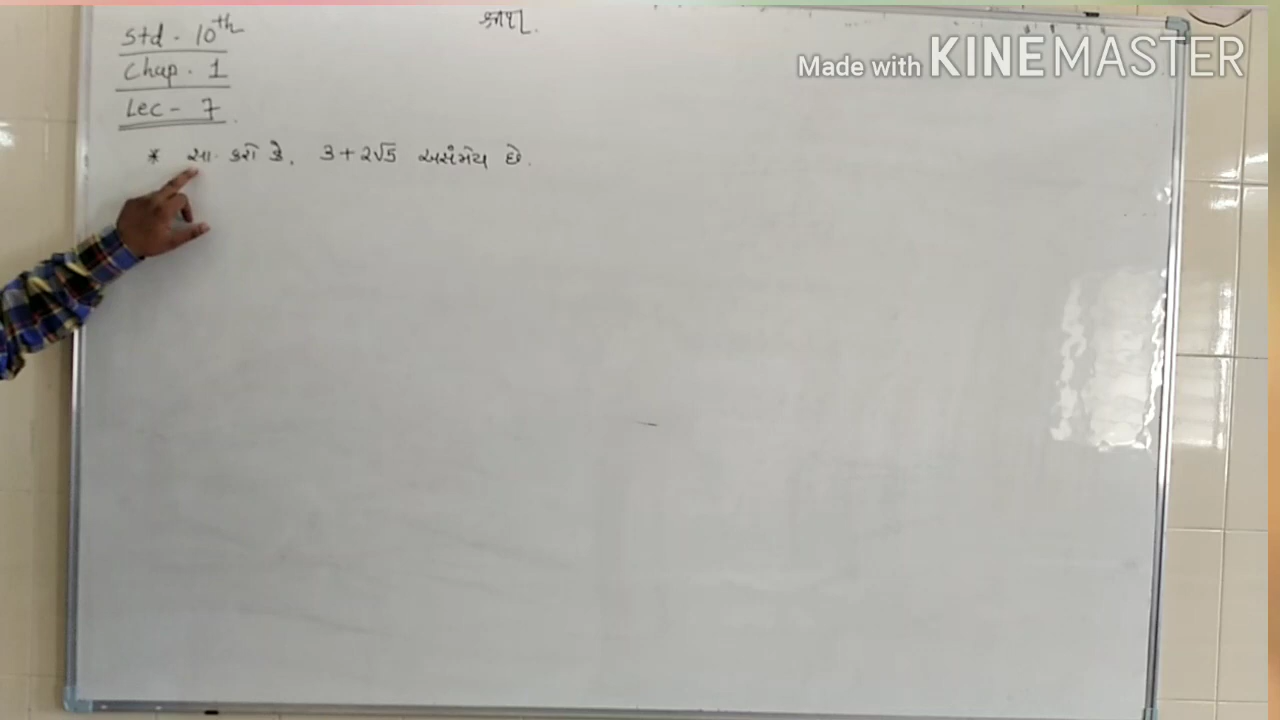 Std - 10th
Chap. 1
Lec - 7.
* સા. કરો કે. 3 + 2√5 અસંમેય છે.
Made with KINEMASTER